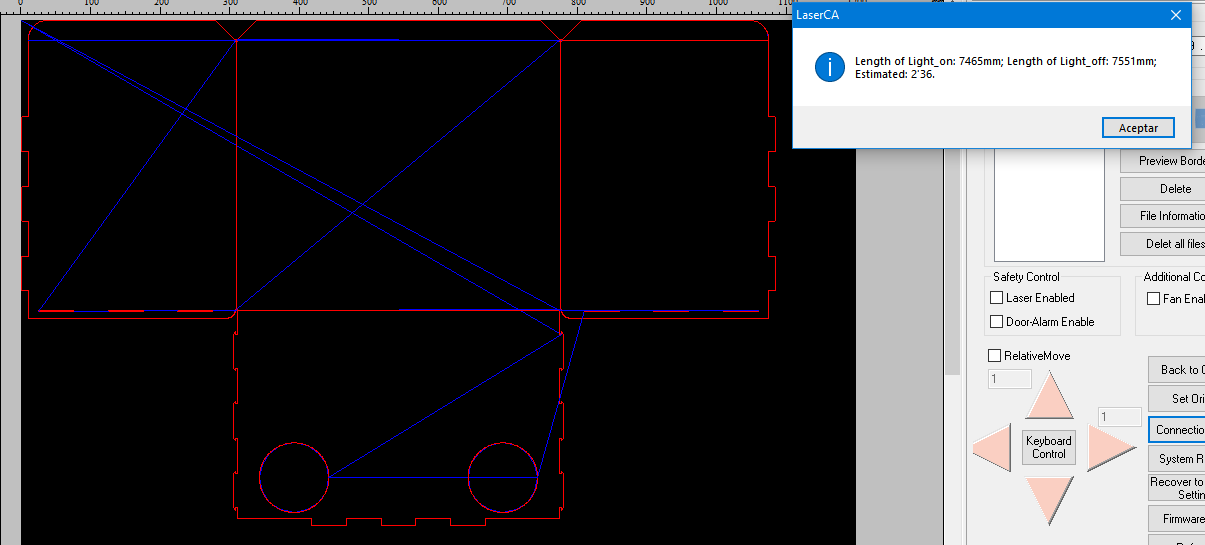 0 100 200 300 400 500 600 700 800 900 1000
LaserCA
Length of Light_on: 7465mm; Length of Light_off: 7551mm;
Estimated: 2'36.
Aceptar
Preview Borde
Delete
File Informatio
Delet all files
Safety Control
Laser Enabled
Door-Alarm Enable
Additional Co
Fan Enal
RelativeMove
1
1
Keyboard
Control
Back to O
Set Ori
Connectio
System R
Recover to
Settin
Firmware